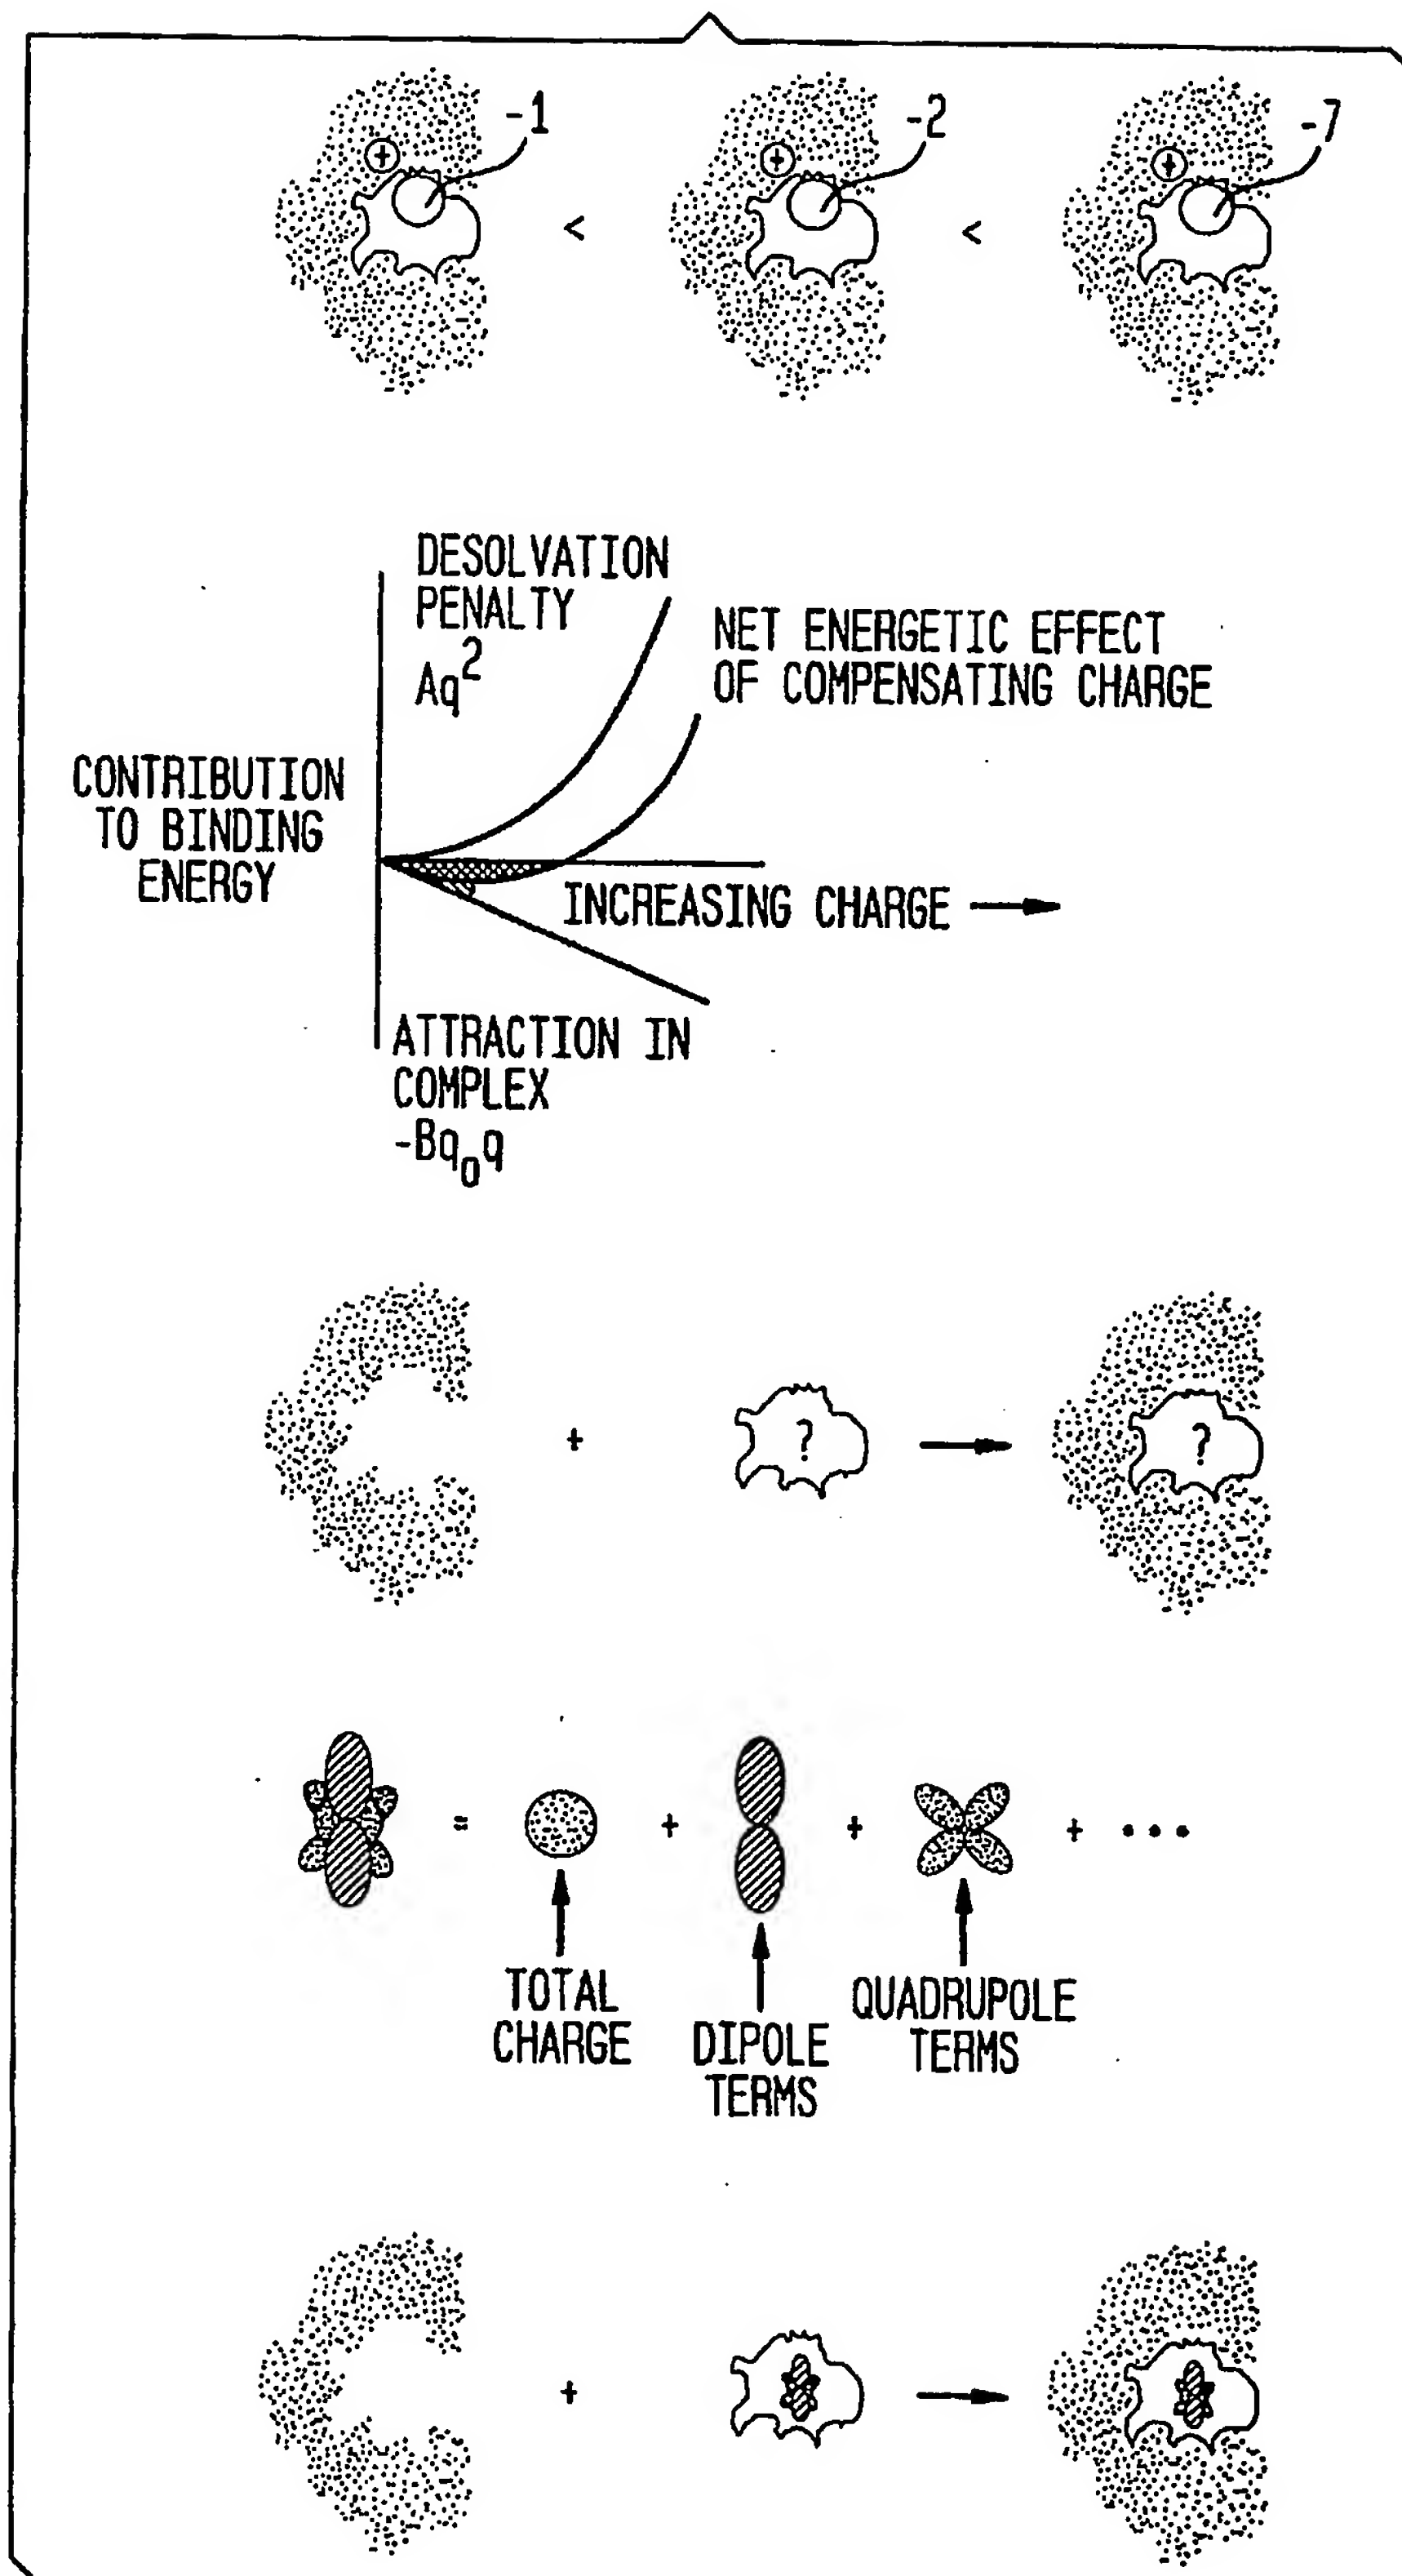 -1
-2
-7
+
+
+
<
<
DESOLVATION
PENALTY
Aq²
NET ENERGETIC EFFECT
OF COMPENSATING CHARGE
CONTRIBUTION
TO BINDING
ENERGY
INCREASING CHARGE
ATTRACTION IN
COMPLEX
-Bq₀q
+
?
?
=
+
+
+ •••
TOTAL
CHARGE
DIPOLE
TERMS
QUADRUPOLE
TERMS
+